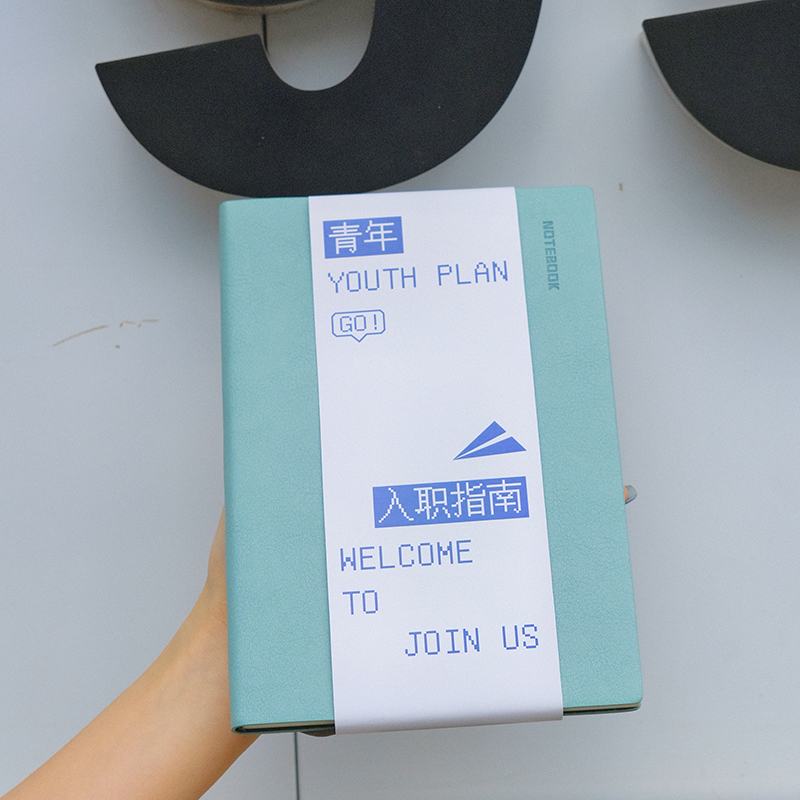 青年
YOUTH PLAN
GO!
NOTEBOOK
入职指南
WELCOME
TO
JOIN US